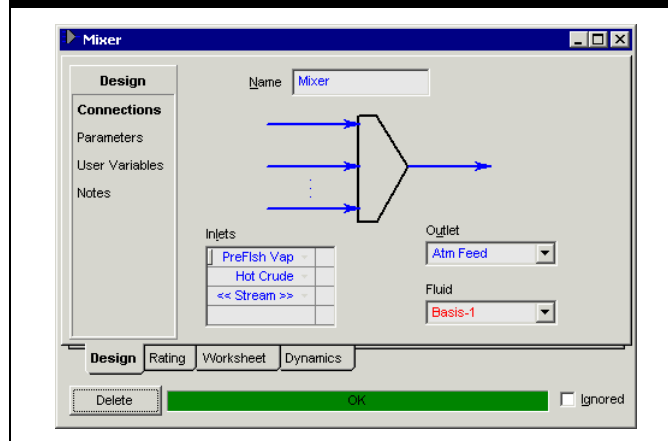 Mixer
Design
Name Mixer
Connections
Parameters
User Variables
Notes
Inlets
PreFlsh Vap
Hot Crude
<< Stream >>
Outlet
Atm Feed
Fluid
Basis-1
Design Rating Worksheet Dynamics
Delete OK Ignored